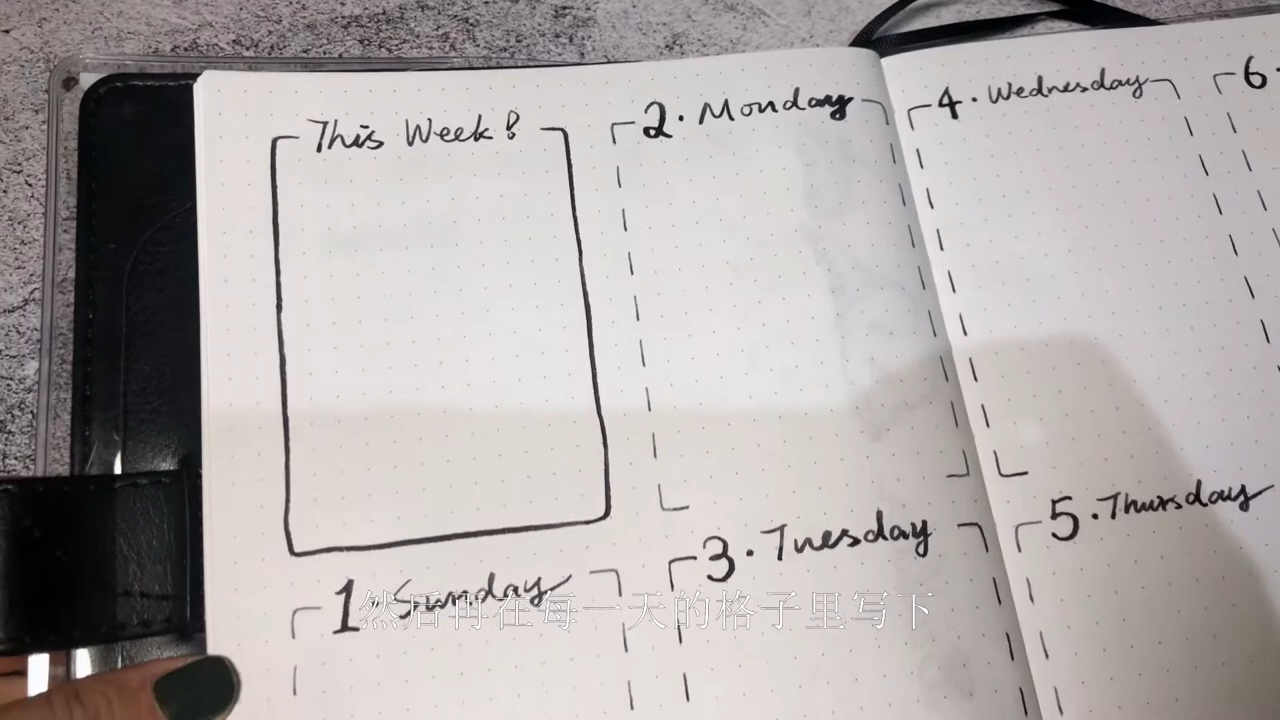 This Week!
2. Monday
4. Wednesday
6.
1. Sunday
3. Tuesday
5. Thursday
然后再在每一天的格子里写下